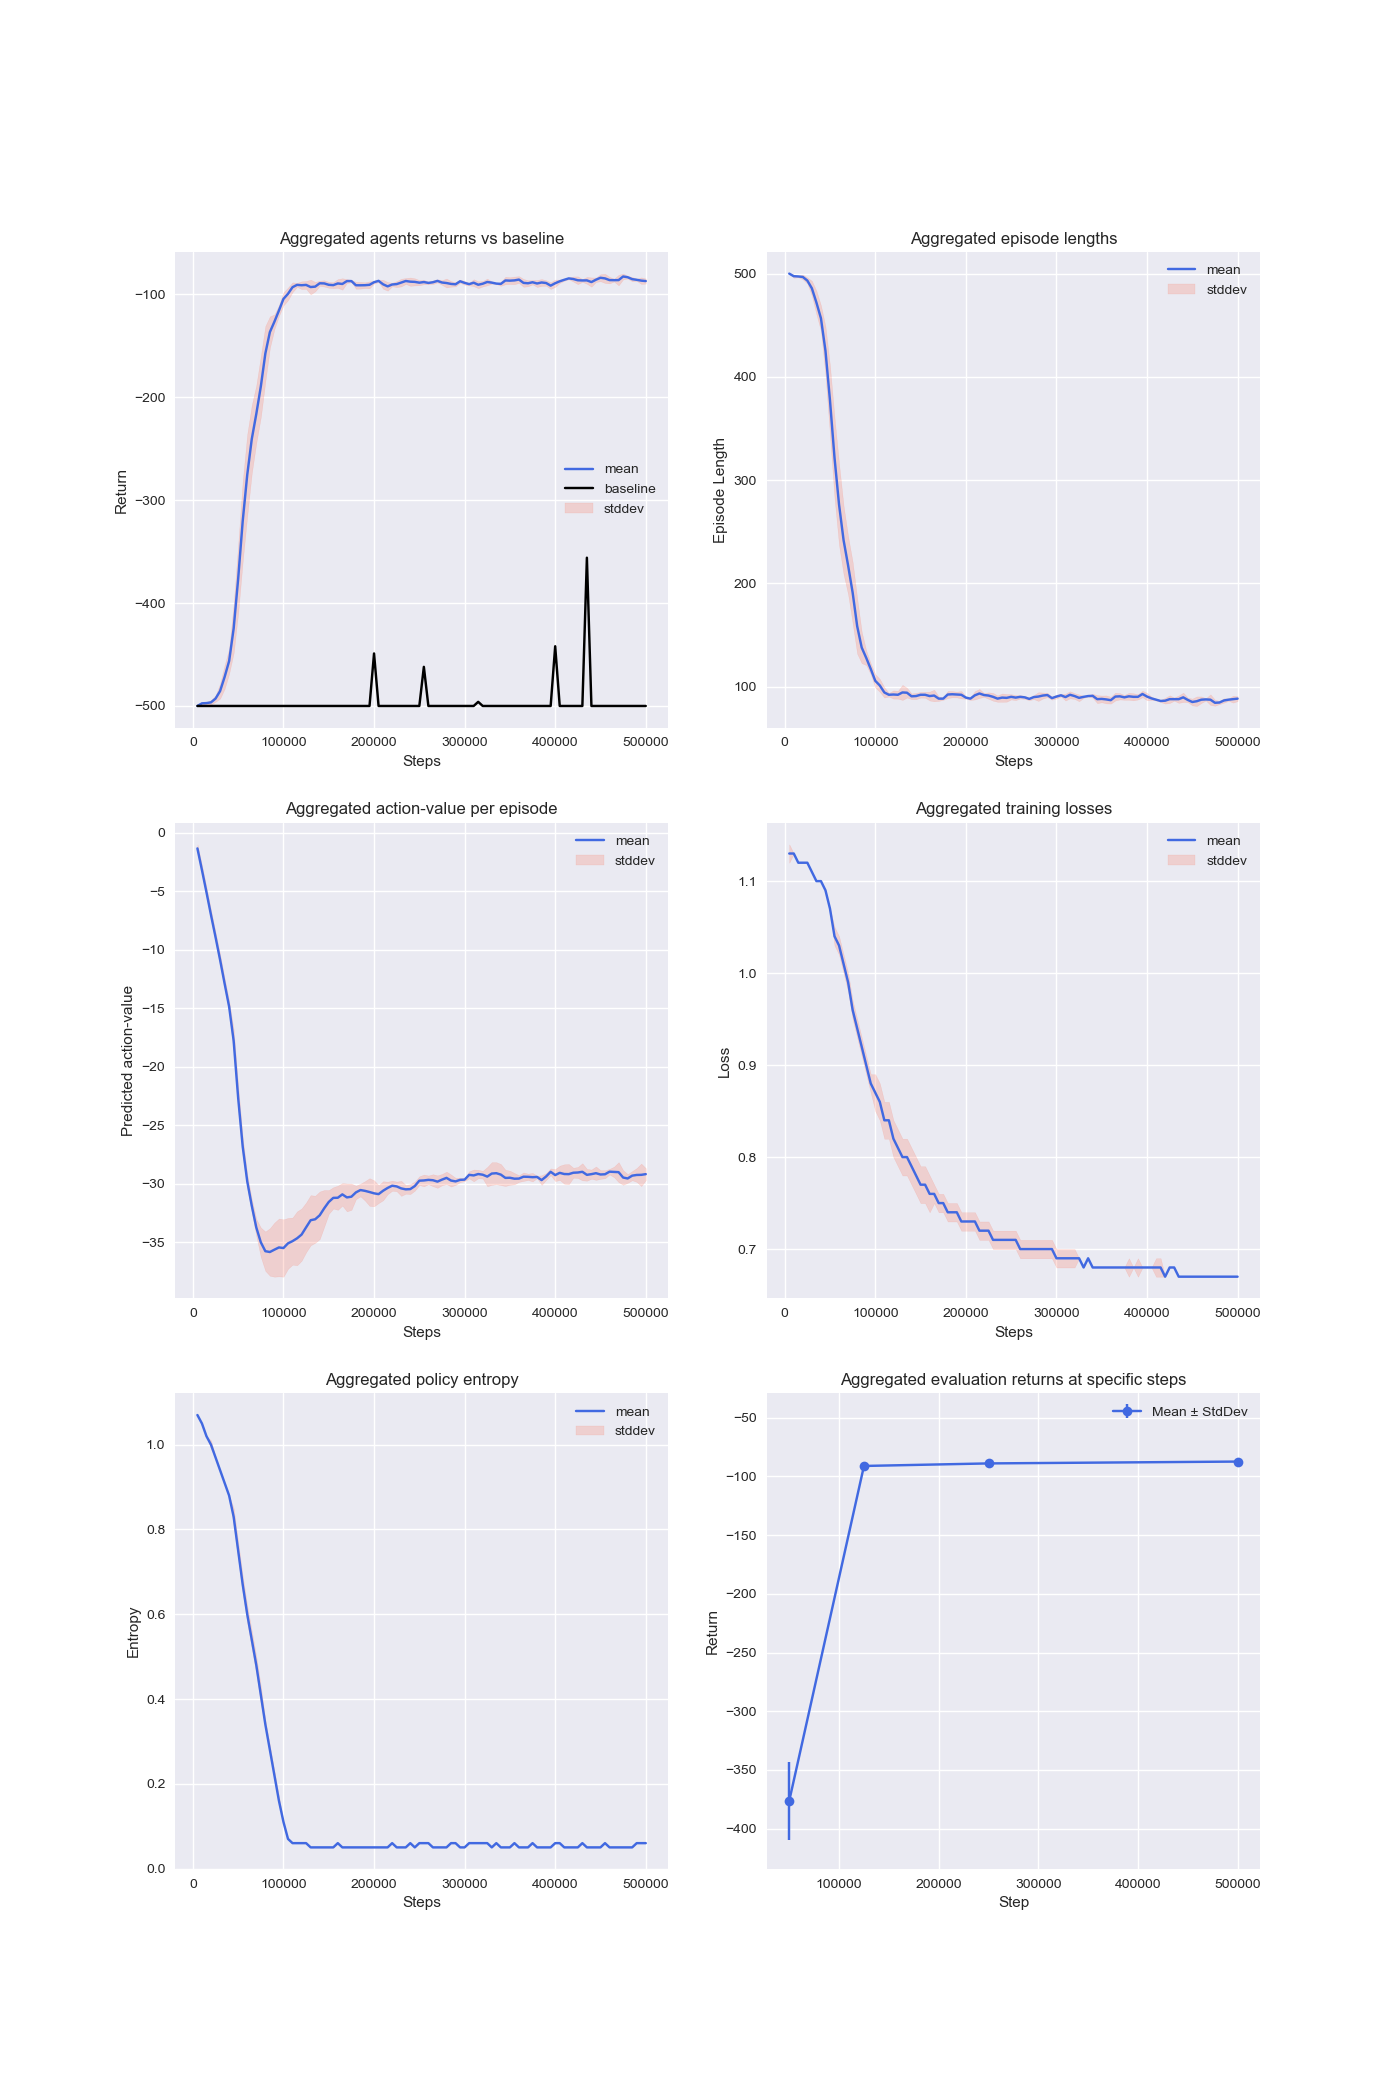 Aggregated agents returns vs baseline
−100
−200
−300
−400
−500
Return
mean
baseline
stddev
0 100000 200000 300000 400000 500000
Steps
Aggregated episode lengths
500
400
300
200
100
Episode Length
mean
stddev
0 100000 200000 300000 400000 500000
Steps
Aggregated action-value per episode
0
−5
−10
−15
−20
−25
−30
−35
Predicted action-value
mean
stddev
0 100000 200000 300000 400000 500000
Steps
Aggregated training losses
1.1
1.0
0.9
0.8
0.7
Loss
mean
stddev
0 100000 200000 300000 400000 500000
Steps
Aggregated policy entropy
1.0
0.8
0.6
0.4
0.2
0.0
Entropy
mean
stddev
0 100000 200000 300000 400000 500000
Steps
Aggregated evaluation returns at specific steps
−50
−100
−150
−200
−250
−300
−350
−400
Return
Mean ± StdDev
100000 200000 300000 400000 500000
Step